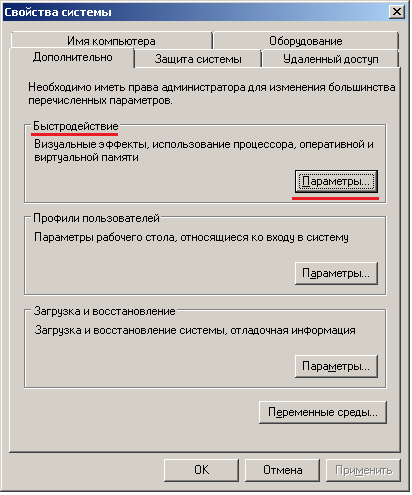 Свойства системы
Имя компьютера Оборудование
Дополнительно Защита системы Удаленный доступ
Необходимо иметь права администратора для изменения большинства
перечисленных параметров.
Быстродействие
Визуальные эффекты, использование процессора, оперативной и
виртуальной памяти
Параметры...
Профили пользователей
Параметры рабочего стола, относящиеся ко входу в систему
Параметры...
Загрузка и восстановление
Загрузка и восстановление системы, отладочная информация
Параметры...
Переменные среды...
OK Отмена Применить